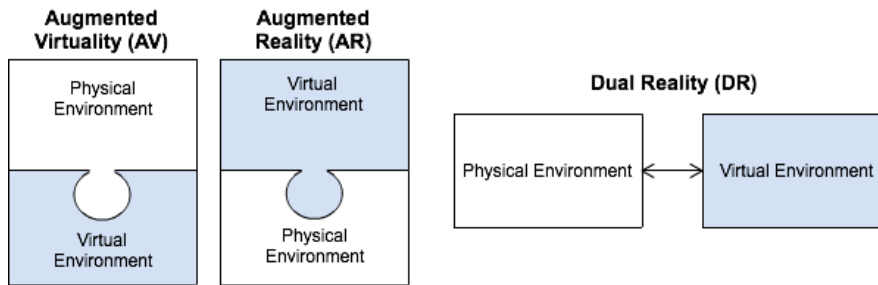 Augmented
Virtuality (AV)
Physical
Environment
Virtual
Environment
Augmented
Reality (AR)
Virtual
Environment
Physical
Environment
Dual Reality (DR)
Physical Environment
Virtual Environment